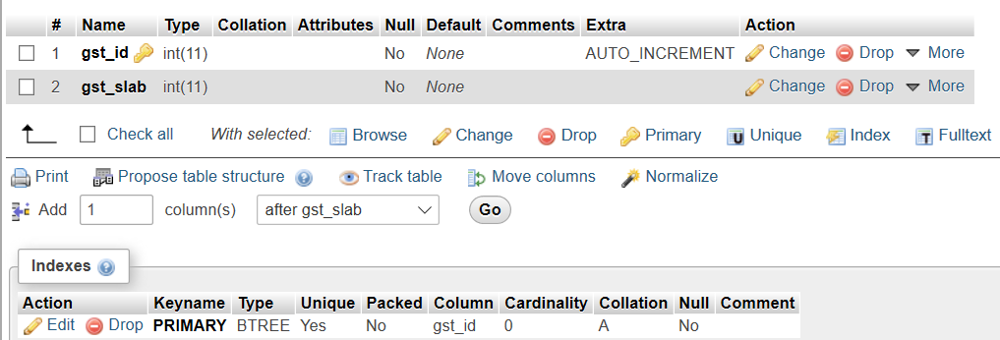 # Name Type Collation Attributes Null Default Comments Extra Action
1 gst_id int(11) No None AUTO_INCREMENT Change Drop More
2 gst_slab int(11) No None Change Drop More
Check all With selected: Browse Change Drop Primary Unique Index Fulltext
Print Propose table structure Track table Move columns Normalize
Add 1 column(s) after gst_slab Go
Indexes
Action Keyname Type Unique Packed Column Cardinality Collation Null Comment
Edit Drop PRIMARY BTREE Yes No gst_id 0 A No